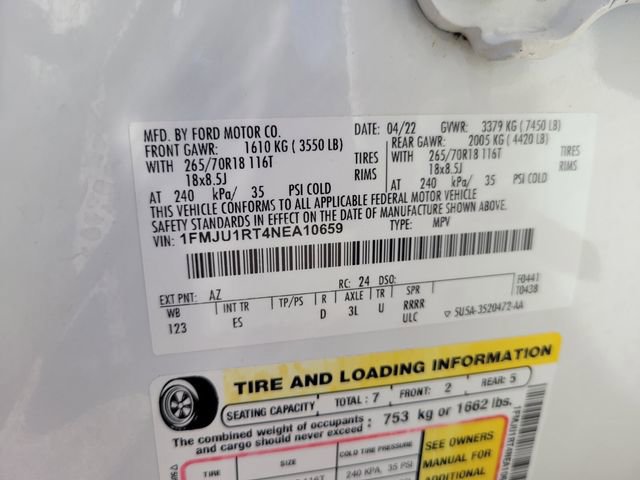 MFD. BY FORD MOTOR CO.
DATE: 04/22 GVWR: 3379 KG ( 7450 LB)
FRONT GAWR: 1610 KG ( 3550 LB) REAR GAWR: 2005 KG ( 4420 LB)
WITH 265/70R18 116T TIRES WITH 265/70R18 116T TIRES
18x8.5J RIMS 18x8.5J RIMS
AT 240 kPa/ 35 PSI COLD AT 240 kPa/ 35 PSI COLD
THIS VEHICLE CONFORMS TO ALL APPLICABLE FEDERAL MOTOR VEHICLE
SAFETY STANDARDS IN EFFECT ON THE DATE OF MANUFACTURE SHOWN ABOVE.
VIN: 1FMJU1RT4NEA10659 TYPE: MPV
F0441
T0438
EXT PNT: AZ RC: 24 DSO:
WB INT TR TP/PS R AXLE TR SPR
123 ES D 3L U RRRR
ULC ▽ 5U5A-3520472-AA
TIRE AND LOADING INFORMATION
SEATING CAPACITY TOTAL : 7 FRONT: 2 REAR: 5
The combined weight of occupants : 753 kg or 1662 lbs.
and cargo should never exceed :
TIRE SIZE COLD TIRE PRESSURE SEE OWNERS
240 KPA, 35 PSI MANUAL FOR
ADDITIONAL